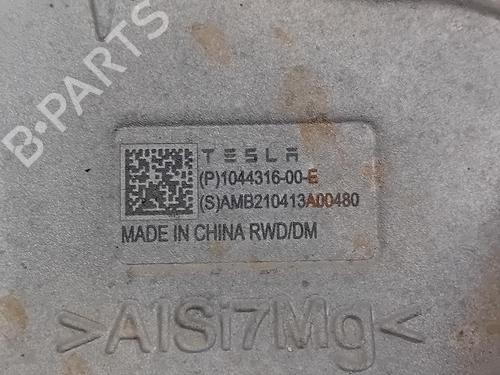 B-PARTS
TESLA
(P)1044316-00-E
(S)AMB210413A00480
MADE IN CHINA RWD/DM
>AlSi7Mg<